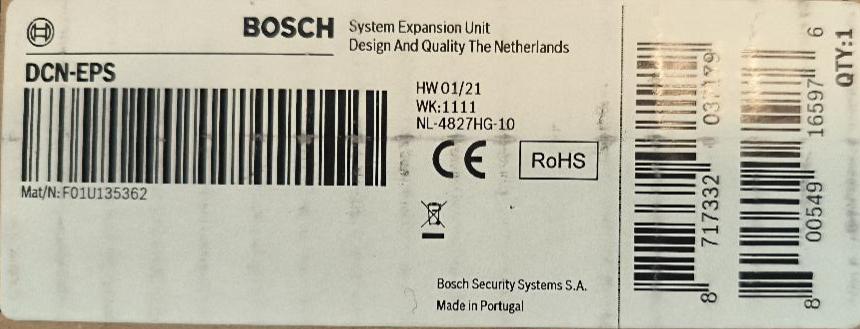 BOSCH
System Expansion Unit
Design And Quality The Netherlands
DCN-EPS
HW 01/21
WK:1111
NL-4827HG-10
CE
RoHS
Mat/N: F01U135362
Bosch Security Systems S.A.
Made in Portugal
8 717332 037179
8 00549 16597 6
QTY:1